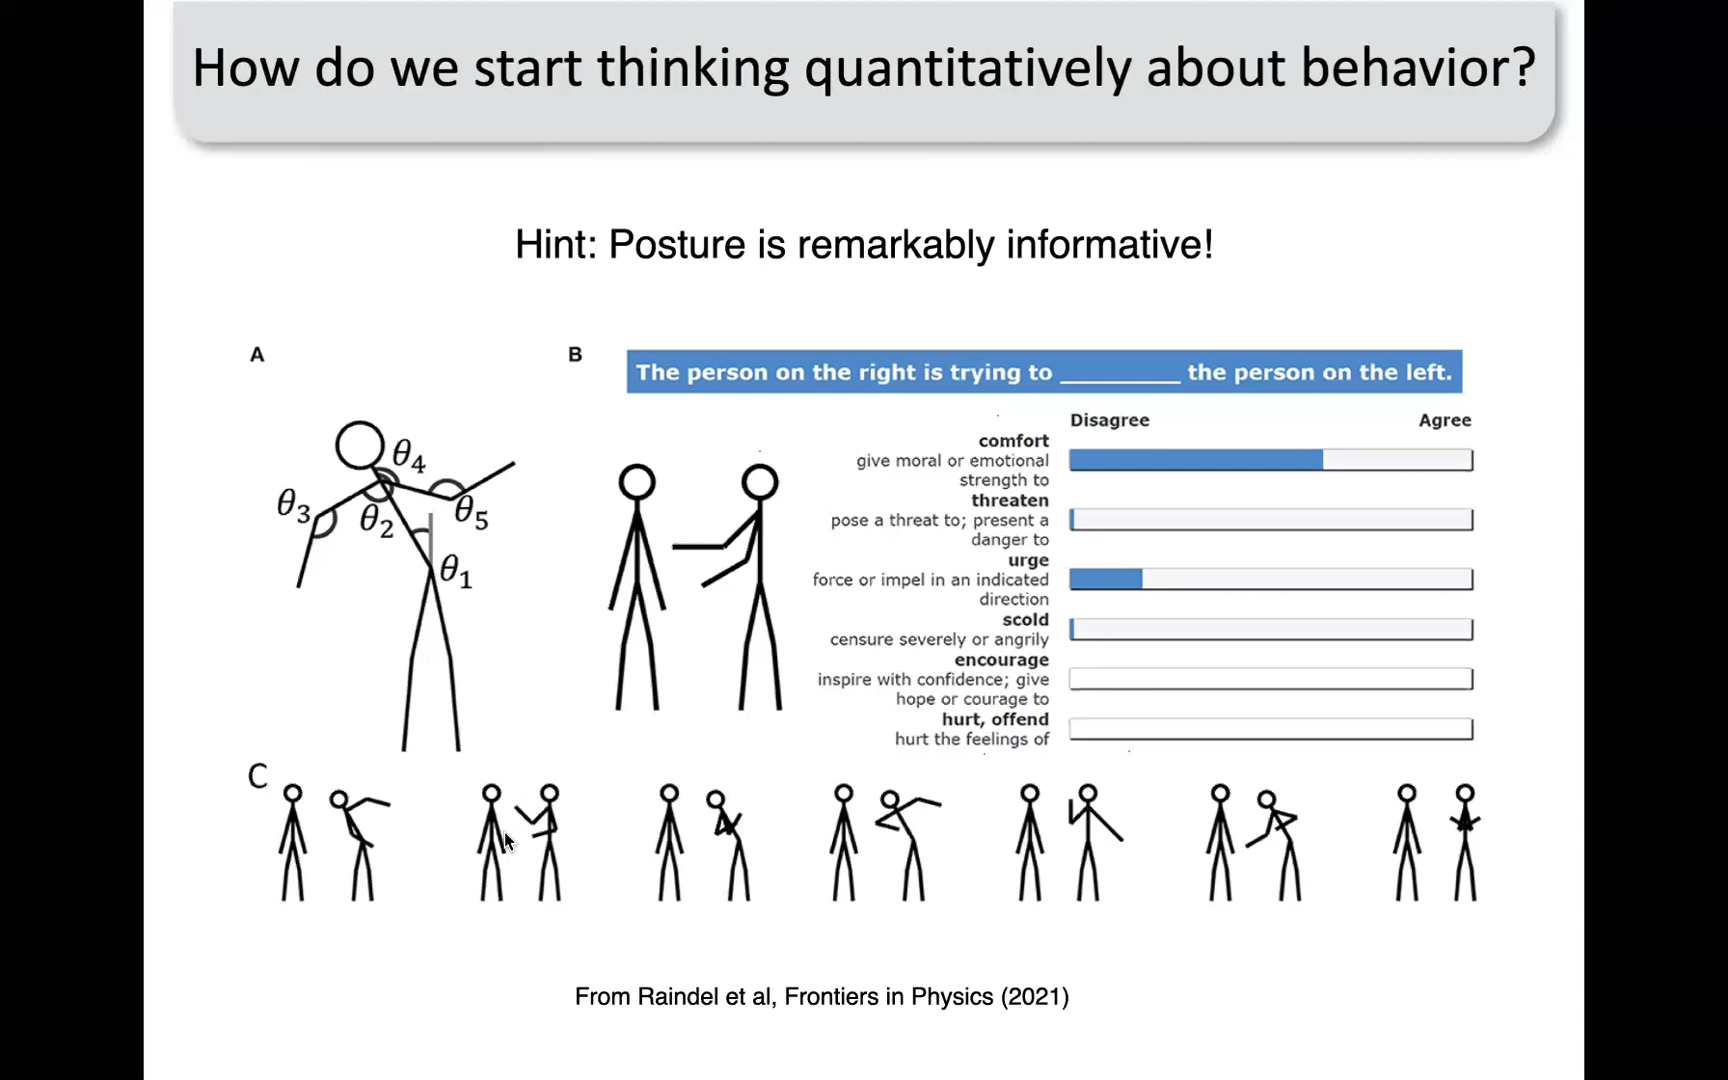 How do we start thinking quantitatively about behavior?
Hint: Posture is remarkably informative!
A
θ4
θ3
θ2
θ5
θ1
B
The person on the right is trying to __________ the person on the left.
Disagree Agree
comfort
give moral or emotional
strength to
threaten
pose a threat to; present a
danger to
urge
force or impel in an indicated
direction
scold
censure severely or angrily
encourage
inspire with confidence; give
hope or courage to
hurt, offend
hurt the feelings of
C
From Raindel et al, Frontiers in Physics (2021)